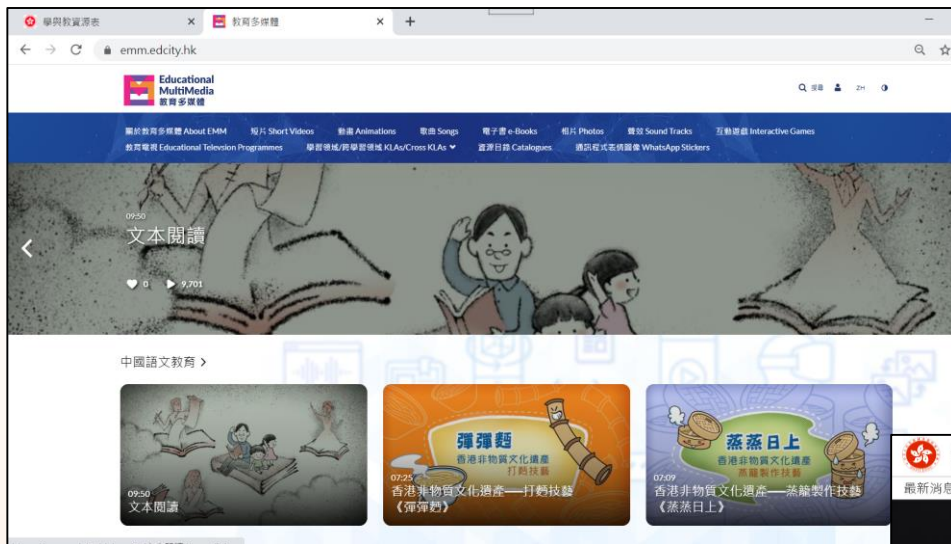 學與教資源表
教育多媒體
emm.edcity.hk
Educational
MultiMedia
教育多媒體
搜尋 ZH
關於教育多媒體 About EMM 短片 Short Videos 動畫 Animations 歌曲 Songs 電子書 e-Books 相片 Photos 聲效 Sound Tracks 互動遊戲 Interactive Games
教育電視 Educational Television Programmes 學習領域/跨學習領域 KLAs/Cross KLAs 資源目錄 Catalogues 通訊程式表情圖像 WhatsApp Stickers
09:50
文本閱讀
0 9,701
中國語文教育 >
09:50
文本閱讀
彈彈麪
香港非物質文化遺產
打麪技藝
07:25
香港非物質文化遺產──打麪技藝
《彈彈麪》
蒸蒸日上
香港非物質文化遺產
蒸籠製作技藝
07:09
香港非物質文化遺產──蒸籠製作技藝
《蒸蒸日上》
最新消息